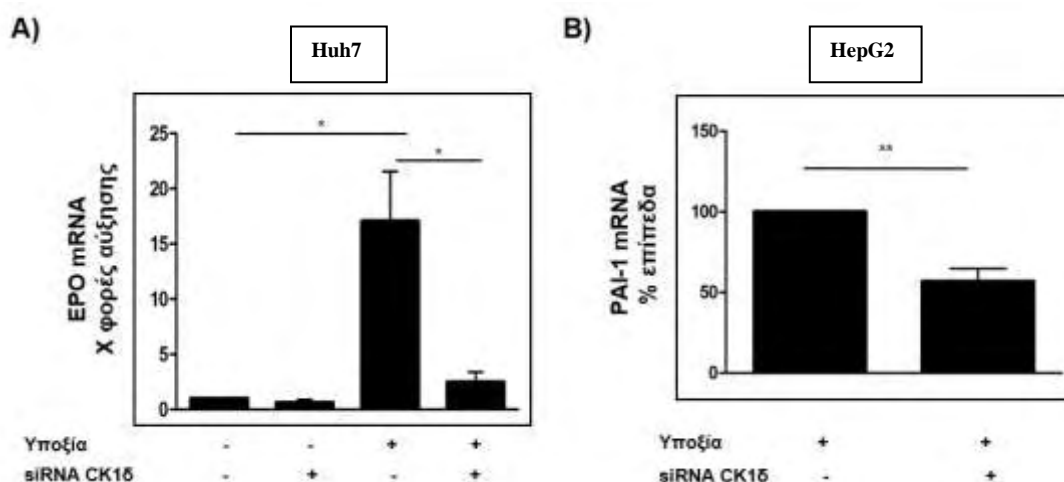 A)
Huh7
EPO mRNA
X φορές αύξησης
25
20
15
10
5
0
*
*
Υποξία - - + +
siRNA CK1δ - + - +
B)
HepG2
PAI-1 mRNA
% επίπεδα
150
100
50
0
**
Υποξία + +
siRNA CK1δ - +